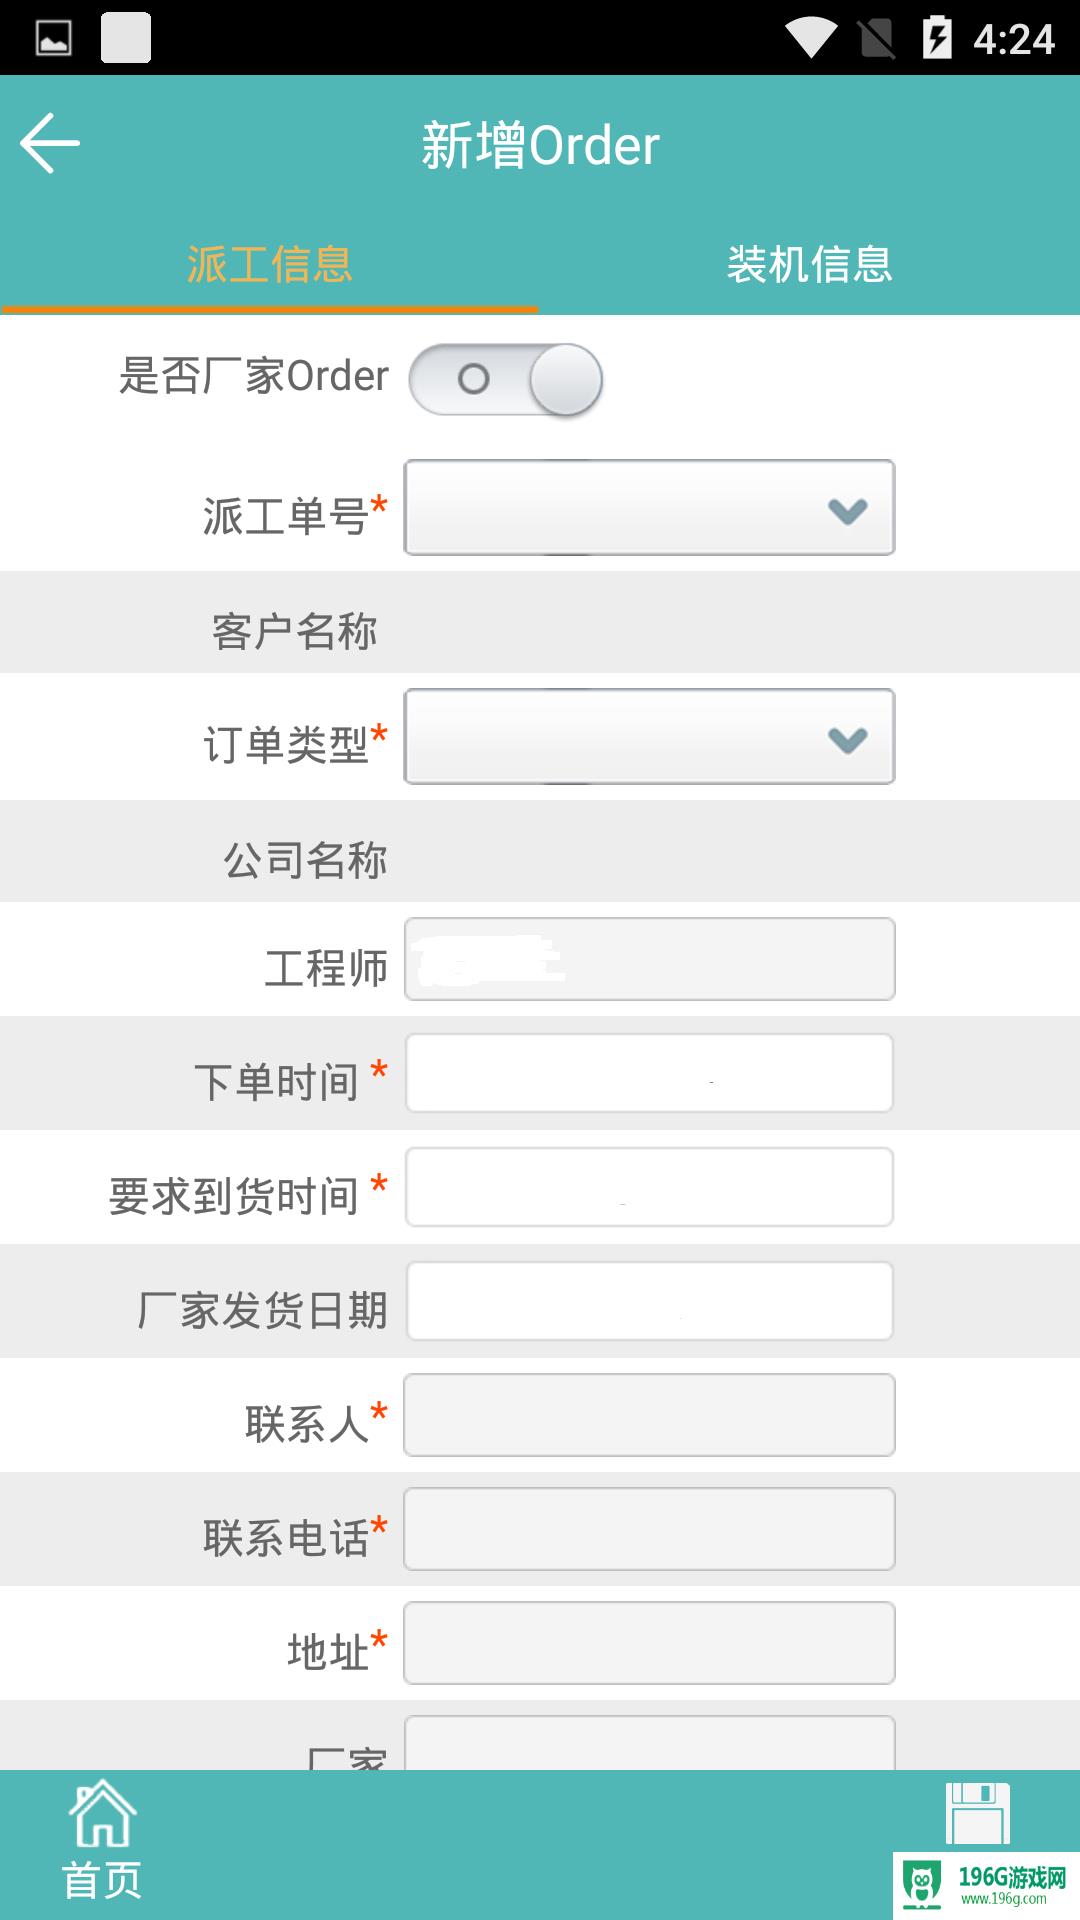 4:24
新增Order
派工信息
装机信息
是否厂家Order
派工单号*
客户名称
订单类型*
公司名称
工程师
下单时间 *
要求到货时间 *
厂家发货日期
联系人*
联系电话*
地址*
厂家
首页
196G游戏网
www.196g.com